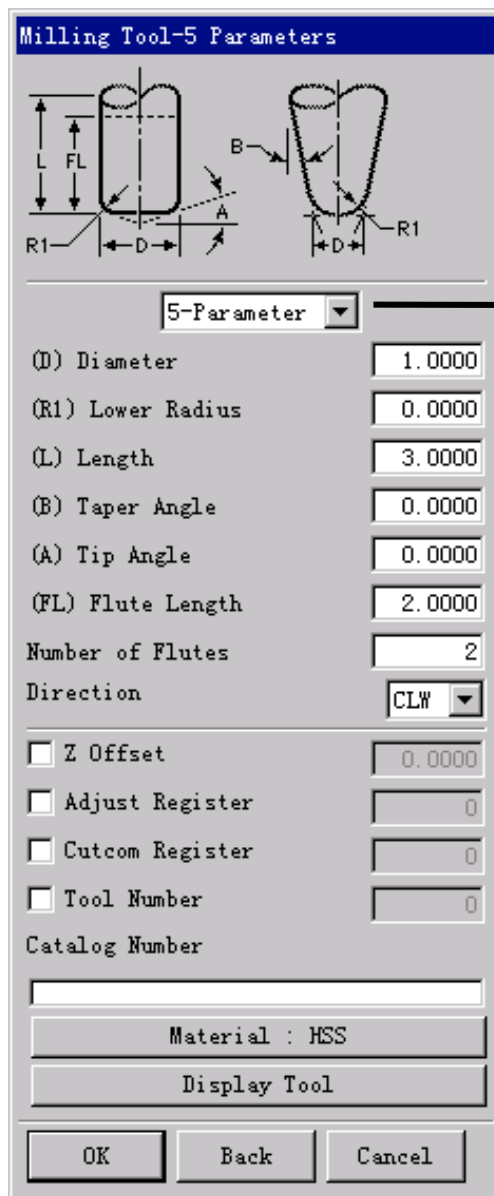 Milling Tool-5 Parameters
L FL B
A
R1 D D R1
5-Parameter
(D) Diameter 1.0000
(R1) Lower Radius 0.0000
(L) Length 3.0000
(B) Taper Angle 0.0000
(A) Tip Angle 0.0000
(FL) Flute Length 2.0000
Number of Flutes 2
Direction CLW
Z Offset 0.0000
Adjust Register 0
Cutcom Register 0
Tool Number 0
Catalog Number
Material : HSS
Display Tool
OK Back Cancel